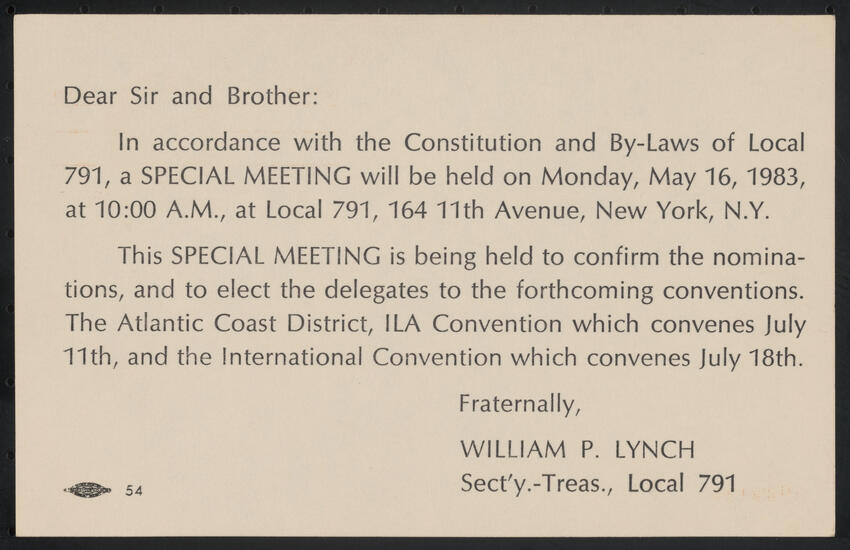 Dear Sir and Brother:
In accordance with the Constitution and By-Laws of Local
791, a SPECIAL MEETING will be held on Monday, May 16, 1983,
at 10:00 A.M., at Local 791, 164 11th Avenue, New York, N.Y.
This SPECIAL MEETING is being held to confirm the nomina-
tions, and to elect the delegates to the forthcoming conventions.
The Atlantic Coast District, ILA Convention which convenes July
11th, and the International Convention which convenes July 18th.
Fraternally,
WILLIAM P. LYNCH
Sect'y.-Treas., Local 791
54